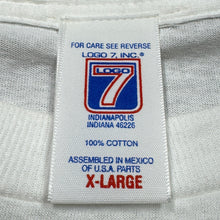 FOR CARE SEE REVERSE
LOGO 7, INC.®
LOGO
7
INDIANAPOLIS
INDIANA 46226
100% COTTON
ASSEMBLED IN MEXICO
OF U.S.A. PARTS
X-LARGE